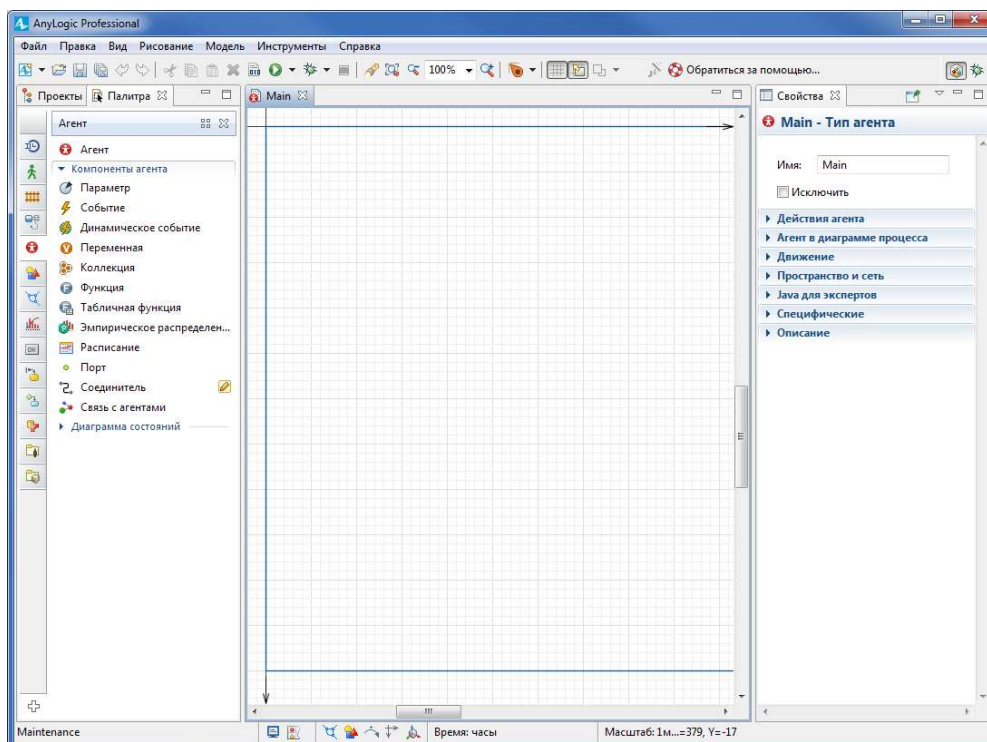 AnyLogic Professional
Файл Правка Вид Рисование Модель Инструменты Справка
100% Обратиться за помощью...
Проекты Палитра Main Свойства
Агент
Агент
Компоненты агента
Параметр
Событие
Динамическое событие
Переменная
Коллекция
Функция
Табличная функция
Эмпирическое распределен...
Расписание
Порт
Соединитель
Связь с агентами
Диаграмма состояний
Main - Тип агента
Имя: Main
Исключить
Действия агента
Агент в диаграмме процесса
Движение
Пространство и сеть
Java для экспертов
Специфические
Описание
Maintenance Время: часы Масштаб: 1м...=379, Y=-17